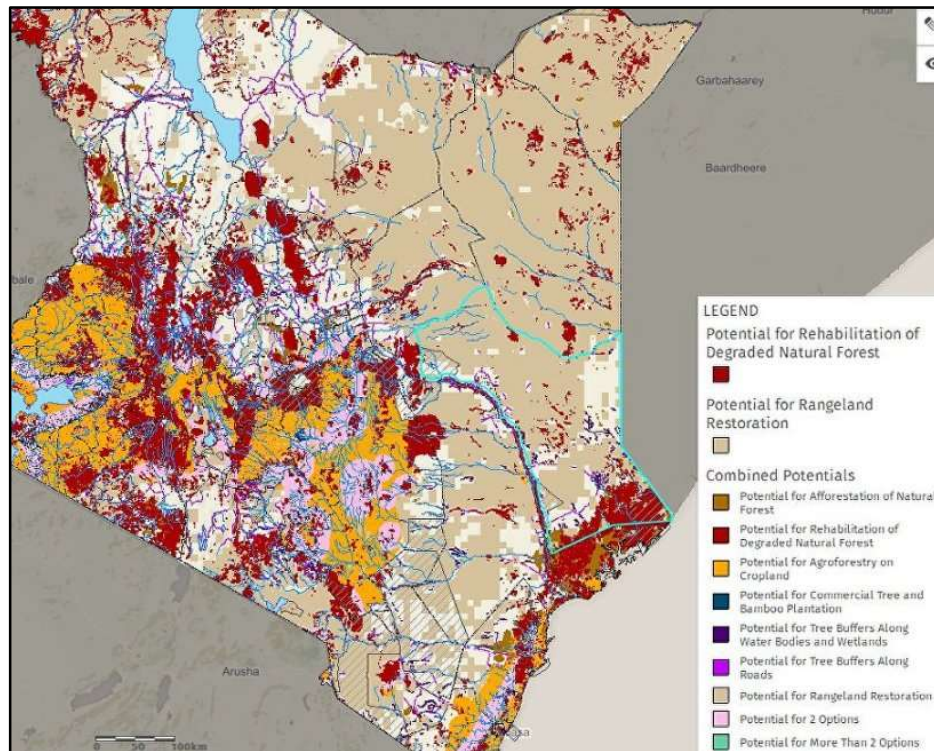 Garbahaarey
Baardheere
bale
LEGEND
Potential for Rehabilitation of
Degraded Natural Forest
Potential for Rangeland
Restoration
Combined Potentials
Potential for Afforestation of Natural
Forest
Potential for Rehabilitation of
Degraded Natural Forest
Potential for Agroforestry on
Cropland
Potential for Commercial Tree and
Bamboo Plantation
Potential for Tree Buffers Along
Water Bodies and Wetlands
Potential for Tree Buffers Along
Roads
Potential for Rangeland Restoration
Potential for 2 Options
Potential for More Than 2 Options
Arusha
0 50 100km